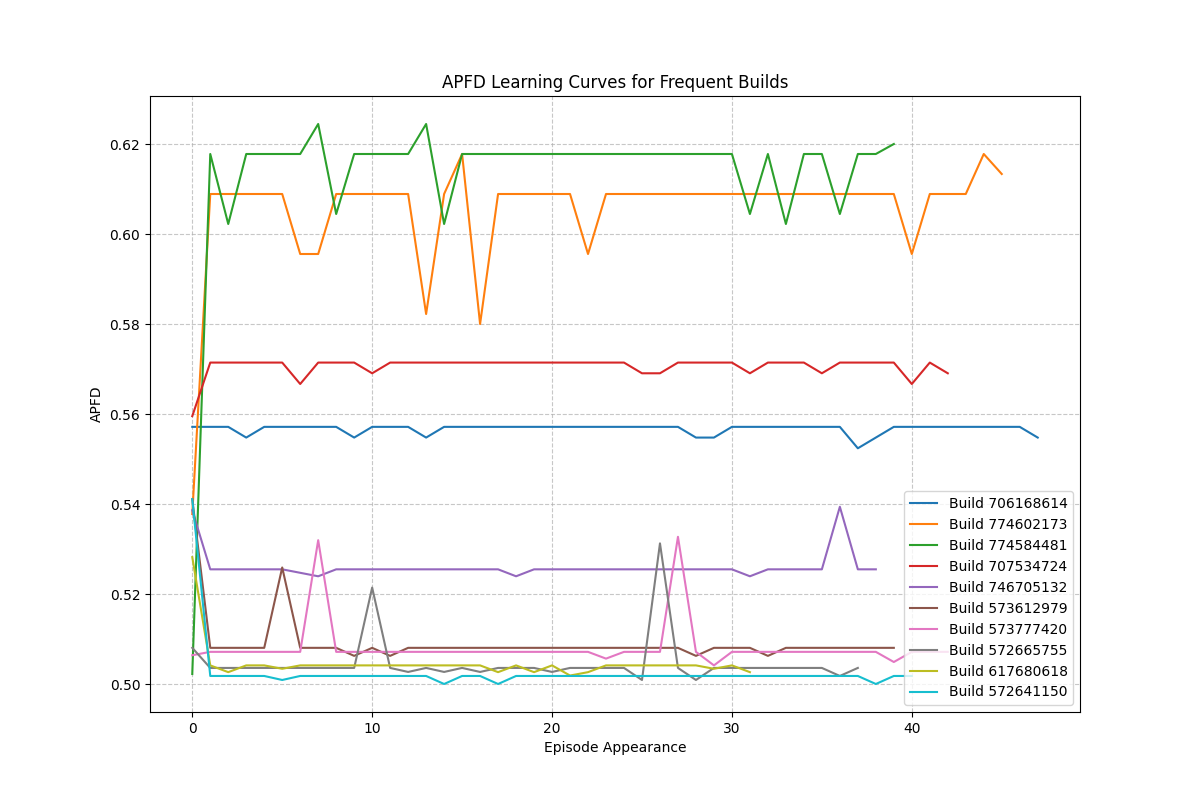 APFD Learning Curves for Frequent Builds
0.62
0.60
0.58
0.56
0.54
0.52
0.50
APFD
0
10
20
30
40
Episode Appearance
Build 706168614
Build 774602173
Build 774584481
Build 707534724
Build 746705132
Build 573612979
Build 573777420
Build 572665755
Build 617680618
Build 572641150